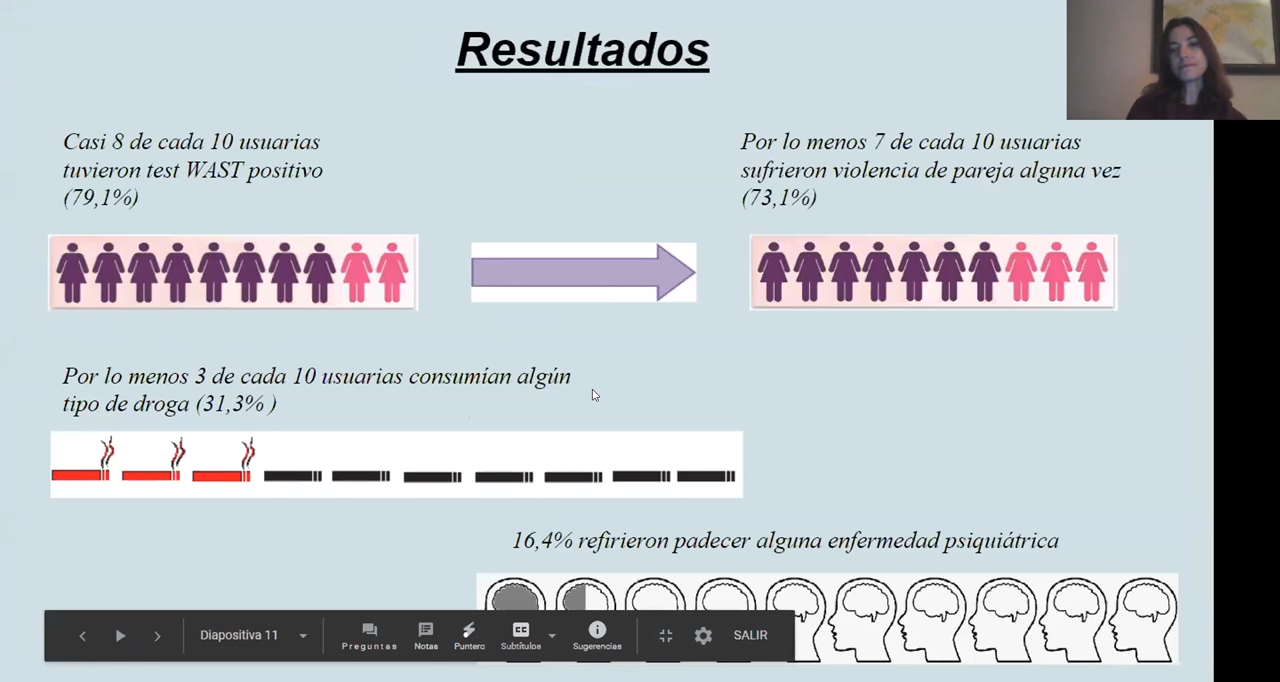 Resultados
Casi 8 de cada 10 usuarias
tuvieron test WAST positivo
(79,1%)
Por lo menos 7 de cada 10 usuarias
sufrieron violencia de pareja alguna vez
(73,1%)
Por lo menos 3 de cada 10 usuarias consumían algún
tipo de droga (31,3% )
16,4% refirieron padecer alguna enfermedad psiquiátrica
Diapositiva 11
Preguntas
Notas
Puntero
CC
Subtítulos
Sugerencias
SALIR